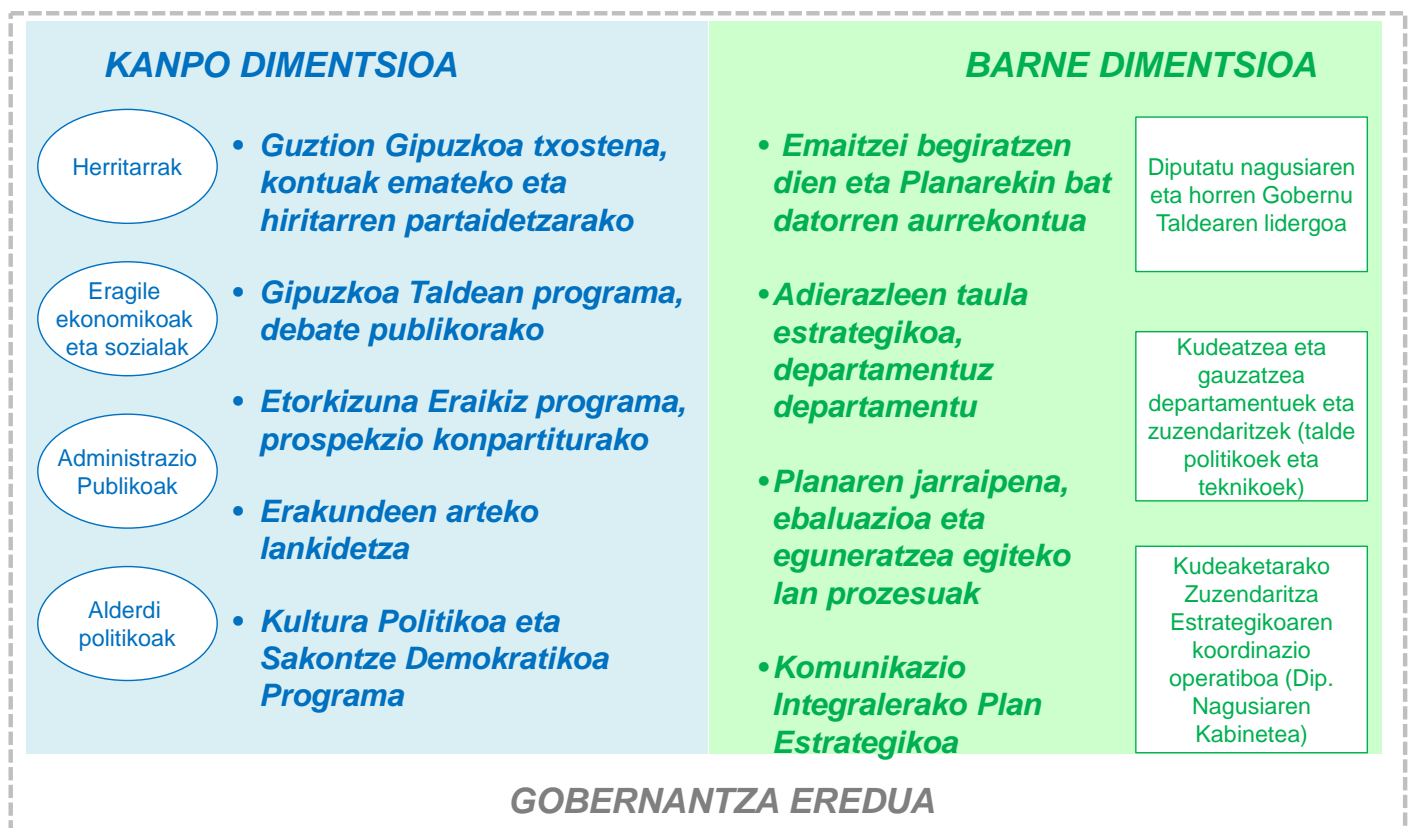 KANPO DIMENTSIOA
Herritarrak
Eragile
ekonomikoak
eta sozialak
Administrazio
Publikoak
Alderdi
politikoak
• Guztion Gipuzkoa txostena,
kontuak emateko eta
hiritarren partaidetzarako
• Gipuzkoa Taldean programa,
debate publikorako
• Etorkizuna Eraikiz programa,
prospekzio konpartiturako
• Erakundeen arteko
lankidetza
• Kultura Politikoa eta
Sakontze Demokratikoa
Programa
BARNE DIMENTSIOA
• Emaitzei begiratzen
dien eta Planarekin bat
datorren aurrekontua
• Adierazleen taula
estrategikoa,
departamentuz
departamentu
• Planaren jarraipena,
ebaluazioa eta
eguneratzea egiteko
lan prozesuak
• Komunikazio
Integralerako Plan
Estrategikoa
Diputatu nagusiaren
eta horren Gobernu
Taldearen lidergoa
Kudeatzea eta
gauzatzea
departamentuek eta
zuzendaritzek (talde
politikoek eta
teknikoek)
Kudeaketarako
Zuzendaritza
Estrategikoaren
koordinazio
operatiboa (Dip.
Nagusiaren
Kabinetea)
GOBERNANTZA EREDUA